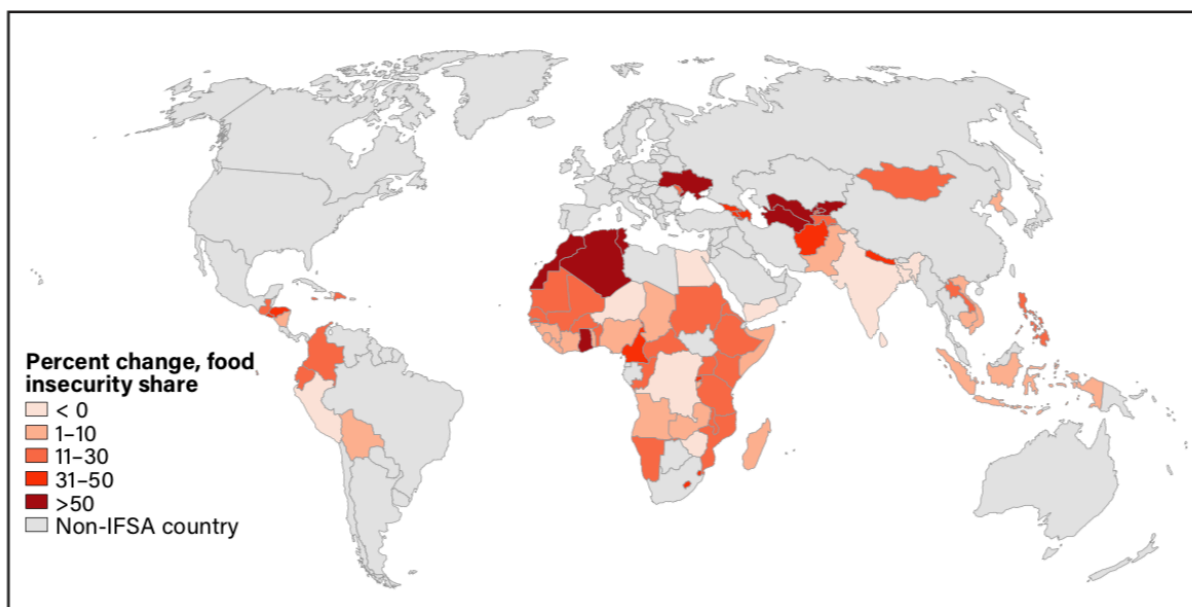 Percent change, food
insecurity share
< 0
1–10
11–30
31–50
>50
Non-IFSA country